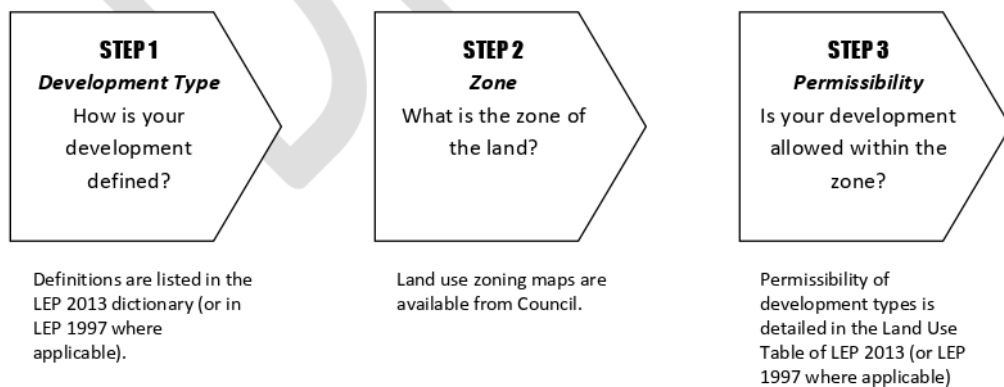 STEP 1
Development Type
How is your
development
defined?
Definitions are listed in the
LEP 2013 dictionary (or in
LEP 1997 where
applicable).
STEP 2
Zone
What is the zone of
the land?
Land use zoning maps are
available from Council.
STEP 3
Permissibility
Is your development
allowed within the
zone?
Permissibility of
development types is
detailed in the Land Use
Table of LEP 2013 (or LEP
1997 where applicable)